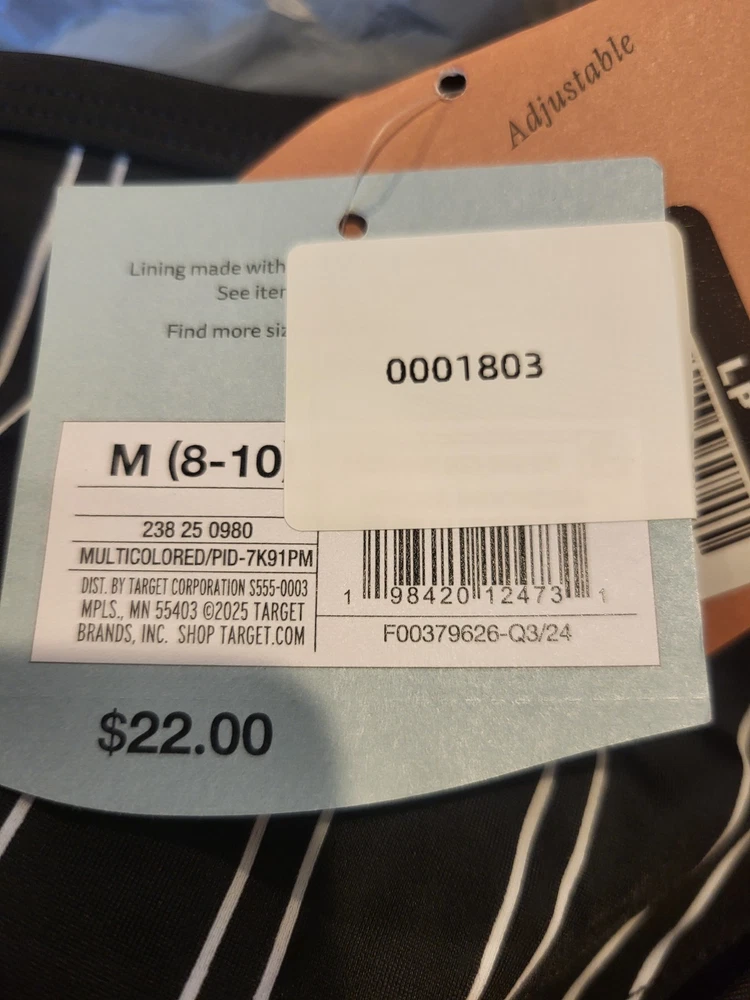 Adjustable
Lining made with
See
Find more
0001803
M (8-10)
238 25 0980
MULTICOLORED/PID-7K91PM
DIST. BY TARGET CORPORATION S555-0003
MPLS., MN 55403 ©2025 TARGET
BRANDS, INC. SHOP TARGET.COM
1 98420 12473 1
F00379626-Q3/24
$22.00